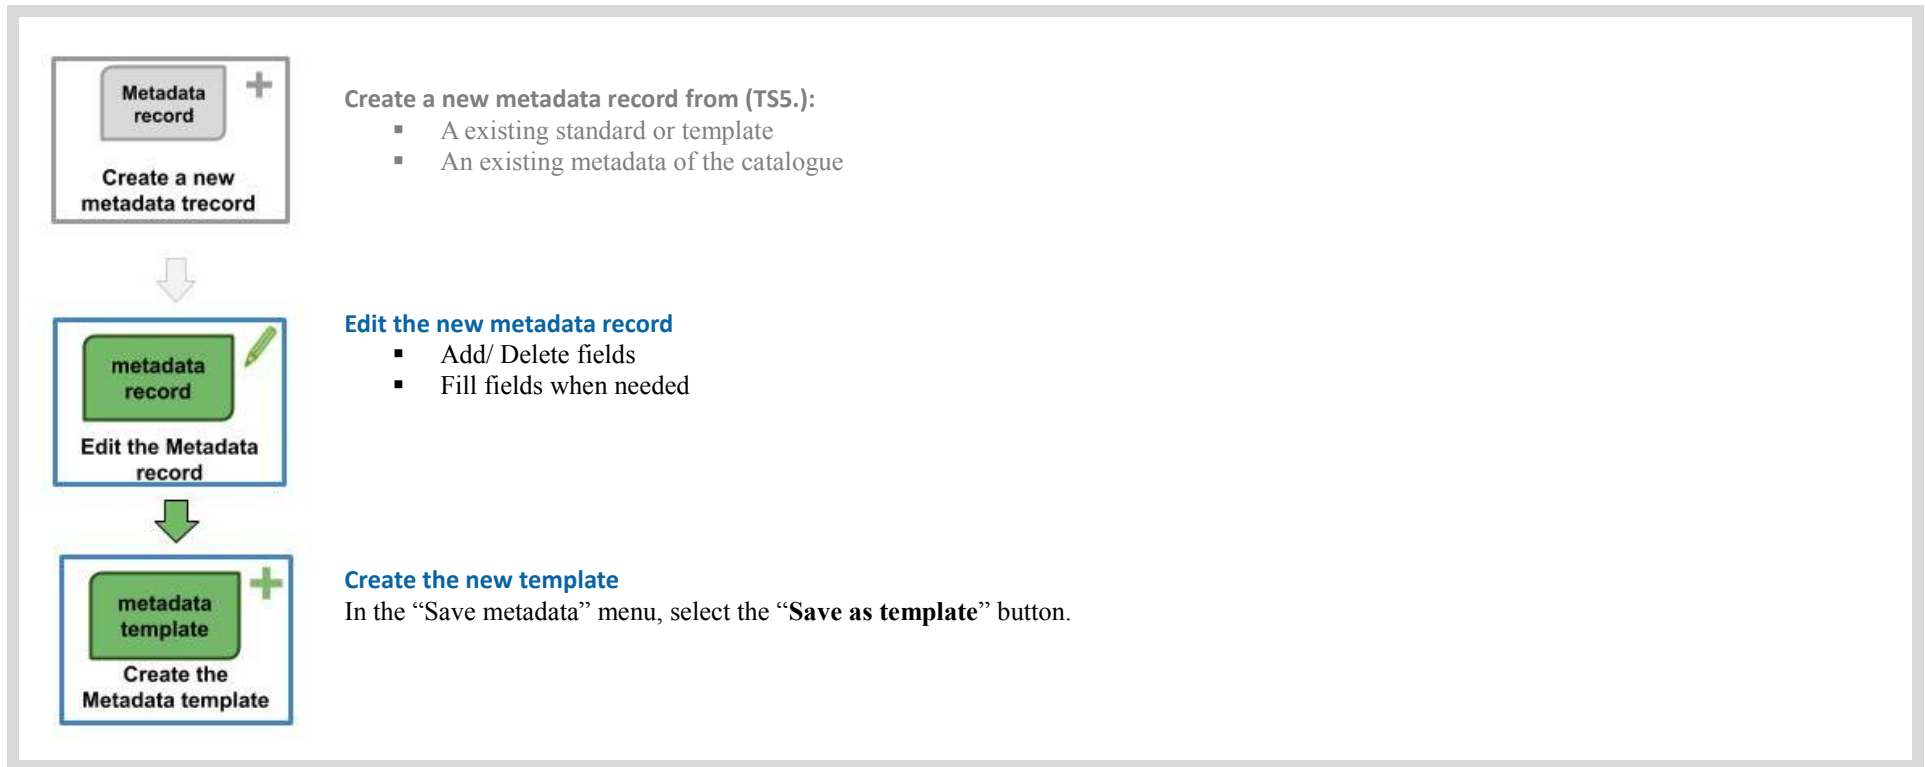 Metadata
record
Create a new
metadata trecord
Create a new metadata record from (TS5.):
▪ A existing standard or template
▪ An existing metadata of the catalogue
metadata
record
Edit the Metadata
record
Edit the new metadata record
▪ Add/ Delete fields
▪ Fill fields when needed
metadata
template
Create the
Metadata template
Create the new template
In the “Save metadata” menu, select the “Save as template” button.